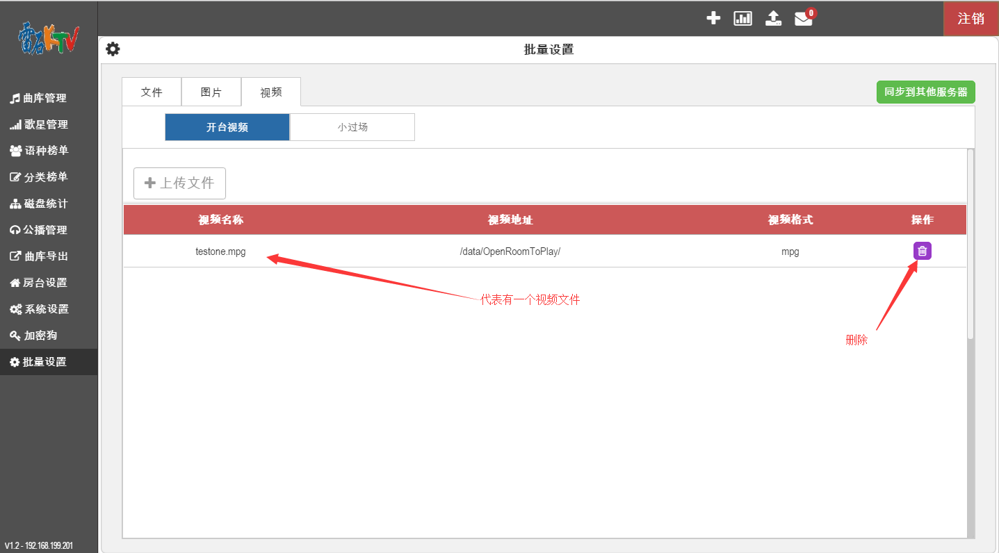 0
注销
雷石KTV
批量设置
文件
图片
视频
同步到其他服务器
开台视频
小过场
上传文件
视频名称
视频地址
视频格式
操作
testone.mpg
/data/OpenRoomToPlay/
mpg
代表有一个视频文件
删除
曲库管理
歌星管理
语种榜单
分类榜单
磁盘统计
公播管理
曲库导出
房台设置
系统设置
加密狗
批量设置
V1.2 - 192.168.199.201